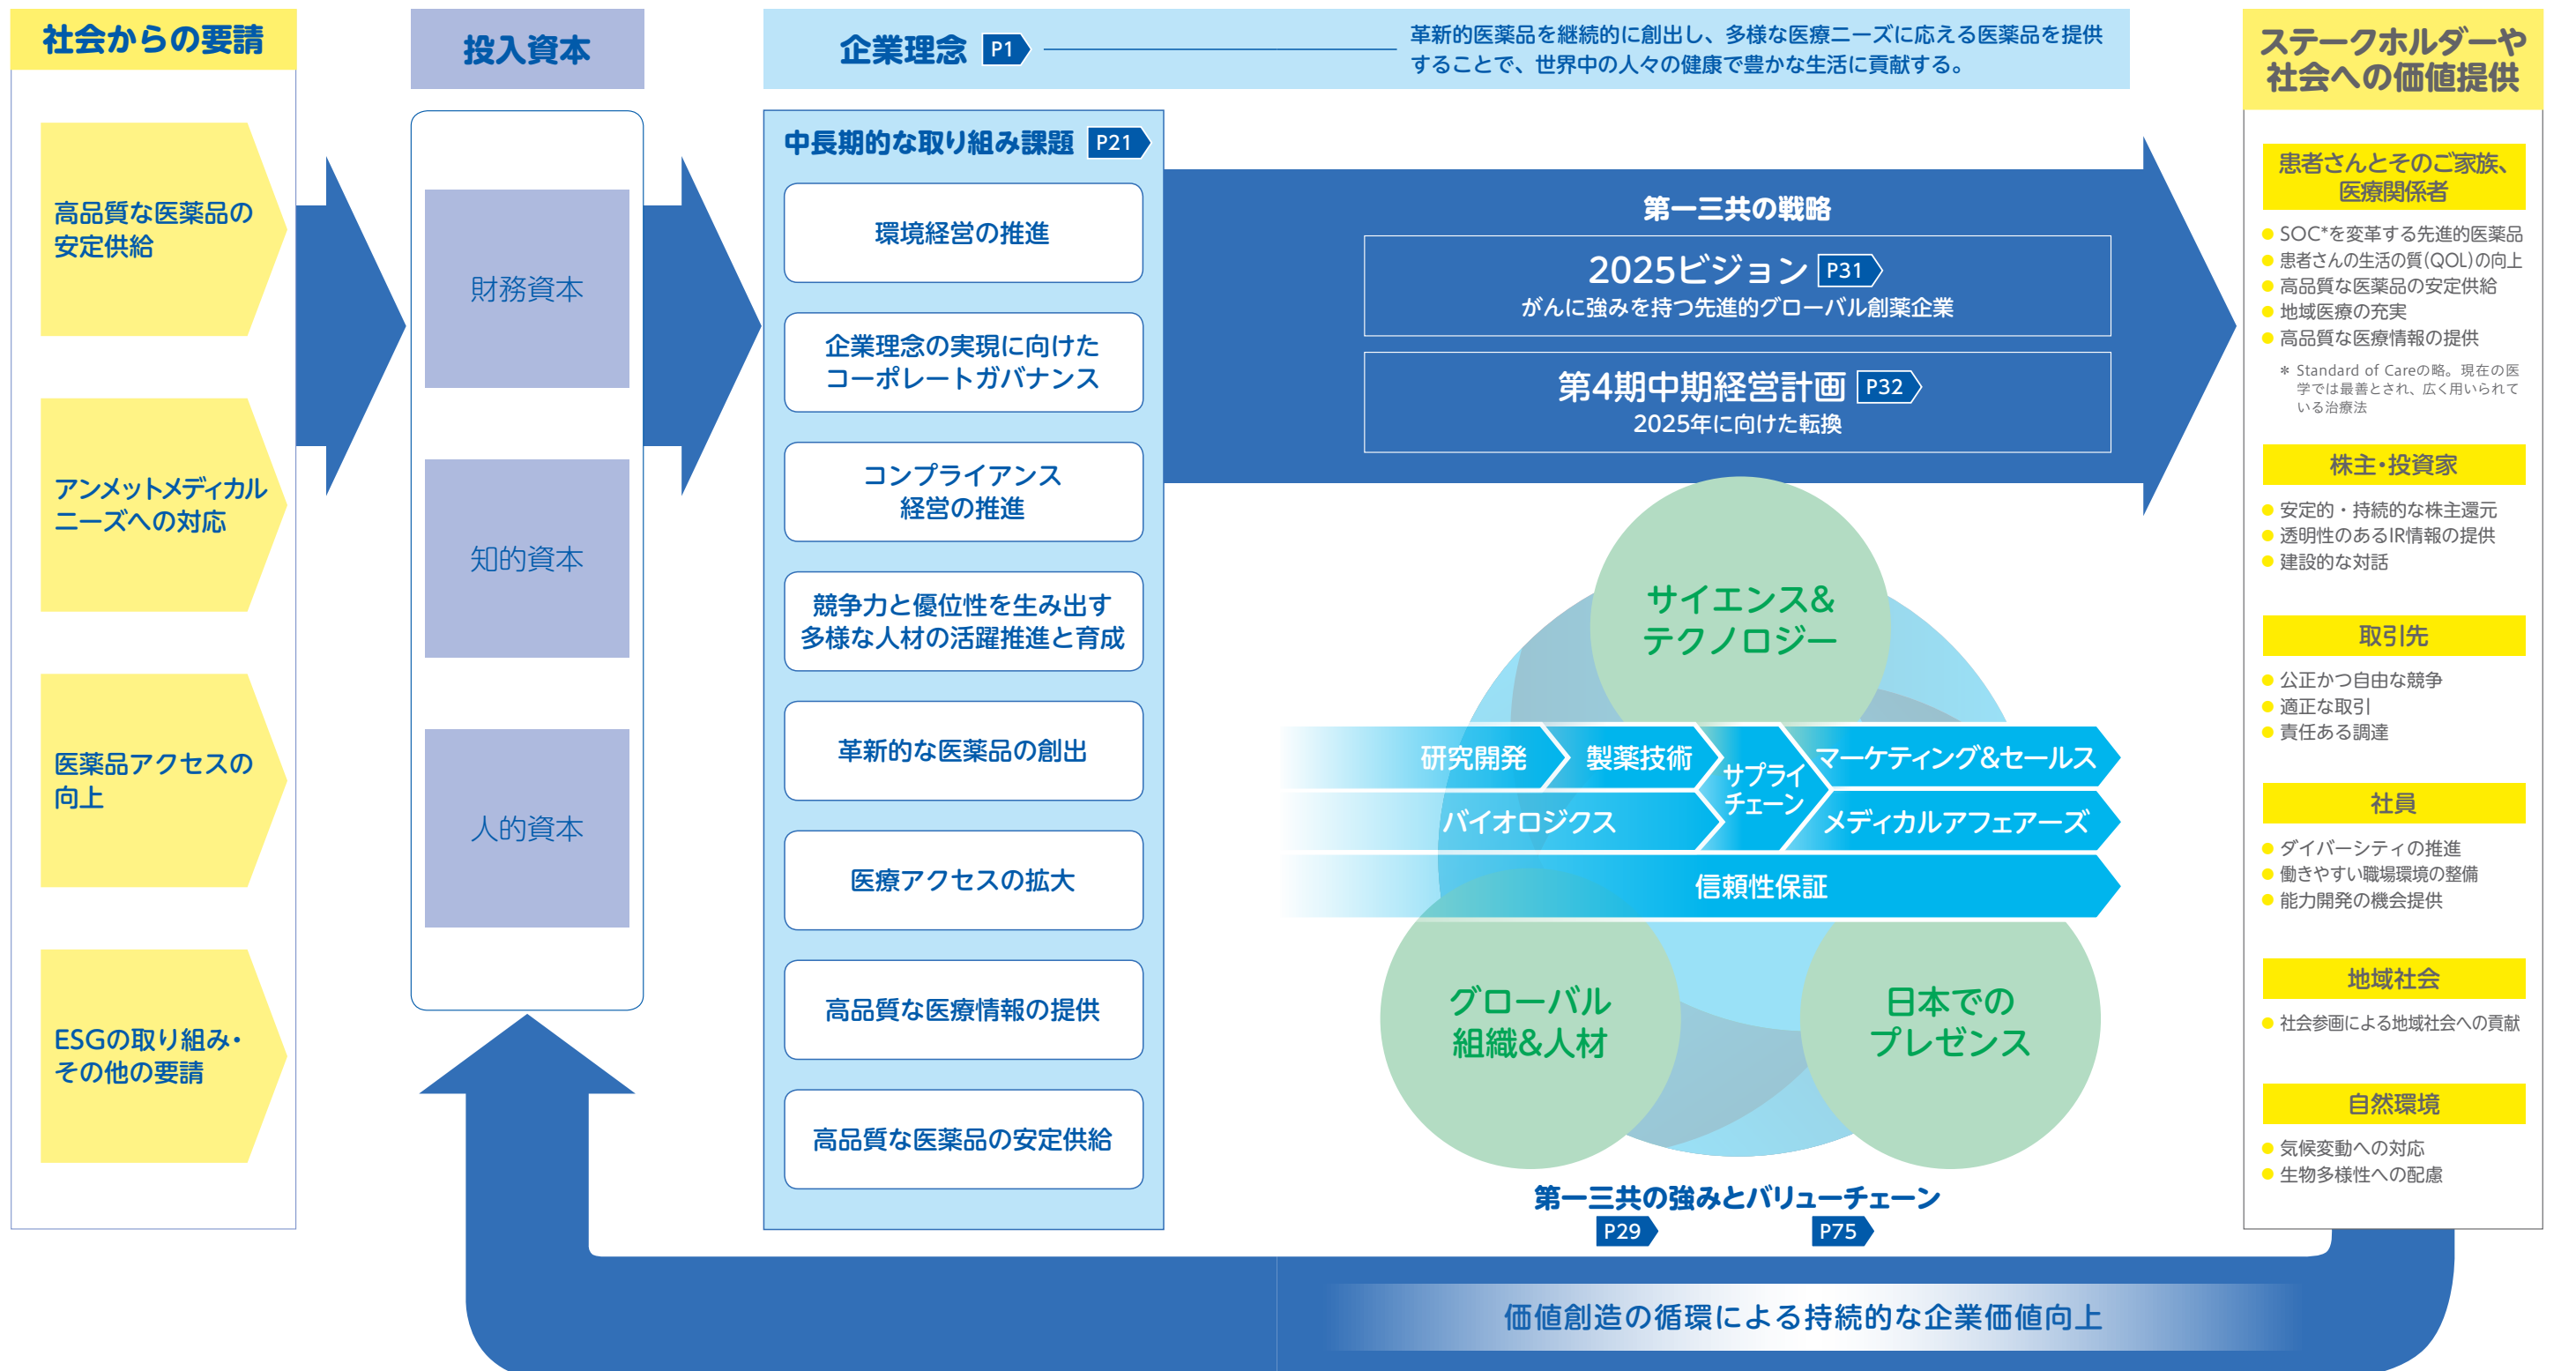 社会からの要請
高品質な医薬品の
安定供給
アンメットメディカル
ニーズへの対応
医薬品アクセスの
向上
ESGの取り組み・
その他の要請
投入資本
財務資本
知的資本
人的資本
企業理念 P1
革新的医薬品を継続的に創出し、多様な医療ニーズに応える医薬品を提供
することで、世界中の人々の健康で豊かな生活に貢献する。
中長期的な取り組み課題 P21
環境経営の推進
企業理念の実現に向けた
コーポレートガバナンス
コンプライアンス
経営の推進
競争力と優位性を生み出す
多様な人材の活躍推進と育成
革新的な医薬品の創出
医療アクセスの拡大
高品質な医療情報の提供
高品質な医薬品の安定供給
第一三共の戦略
2025ビジョン P31
がんに強みを持つ先進的グローバル創薬企業
第4期中期経営計画 P32
2025年に向けた転換
サイエンス&
テクノロジー
研究開発
製薬技術
サプライ
チェーン
マーケティング&セールス
バイオロジクス
メディカルアフェアーズ
信頼性保証
グローバル
組織&人材
日本での
プレゼンス
第一三共の強みとバリューチェーン
P29 P75
ステークホルダーや
社会への価値提供
患者さんとそのご家族、
医療関係者
● SOC*を変革する先進的医薬品
● 患者さんの生活の質(QOL)の向上
● 高品質な医薬品の安定供給
● 地域医療の充実
● 高品質な医療情報の提供
* Standard of Careの略。現在の医
学では最善とされ、広く用いられて
いる治療法
株主・投資家
● 安定的・持続的な株主還元
● 透明性のあるIR情報の提供
● 建設的な対話
取引先
● 公正かつ自由な競争
● 適正な取引
● 責任ある調達
社員
● ダイバーシティの推進
● 働きやすい職場環境の整備
● 能力開発の機会提供
地域社会
● 社会参画による地域社会への貢献
自然環境
● 気候変動への対応
● 生物多様性への配慮
価値創造の循環による持続的な企業価値向上